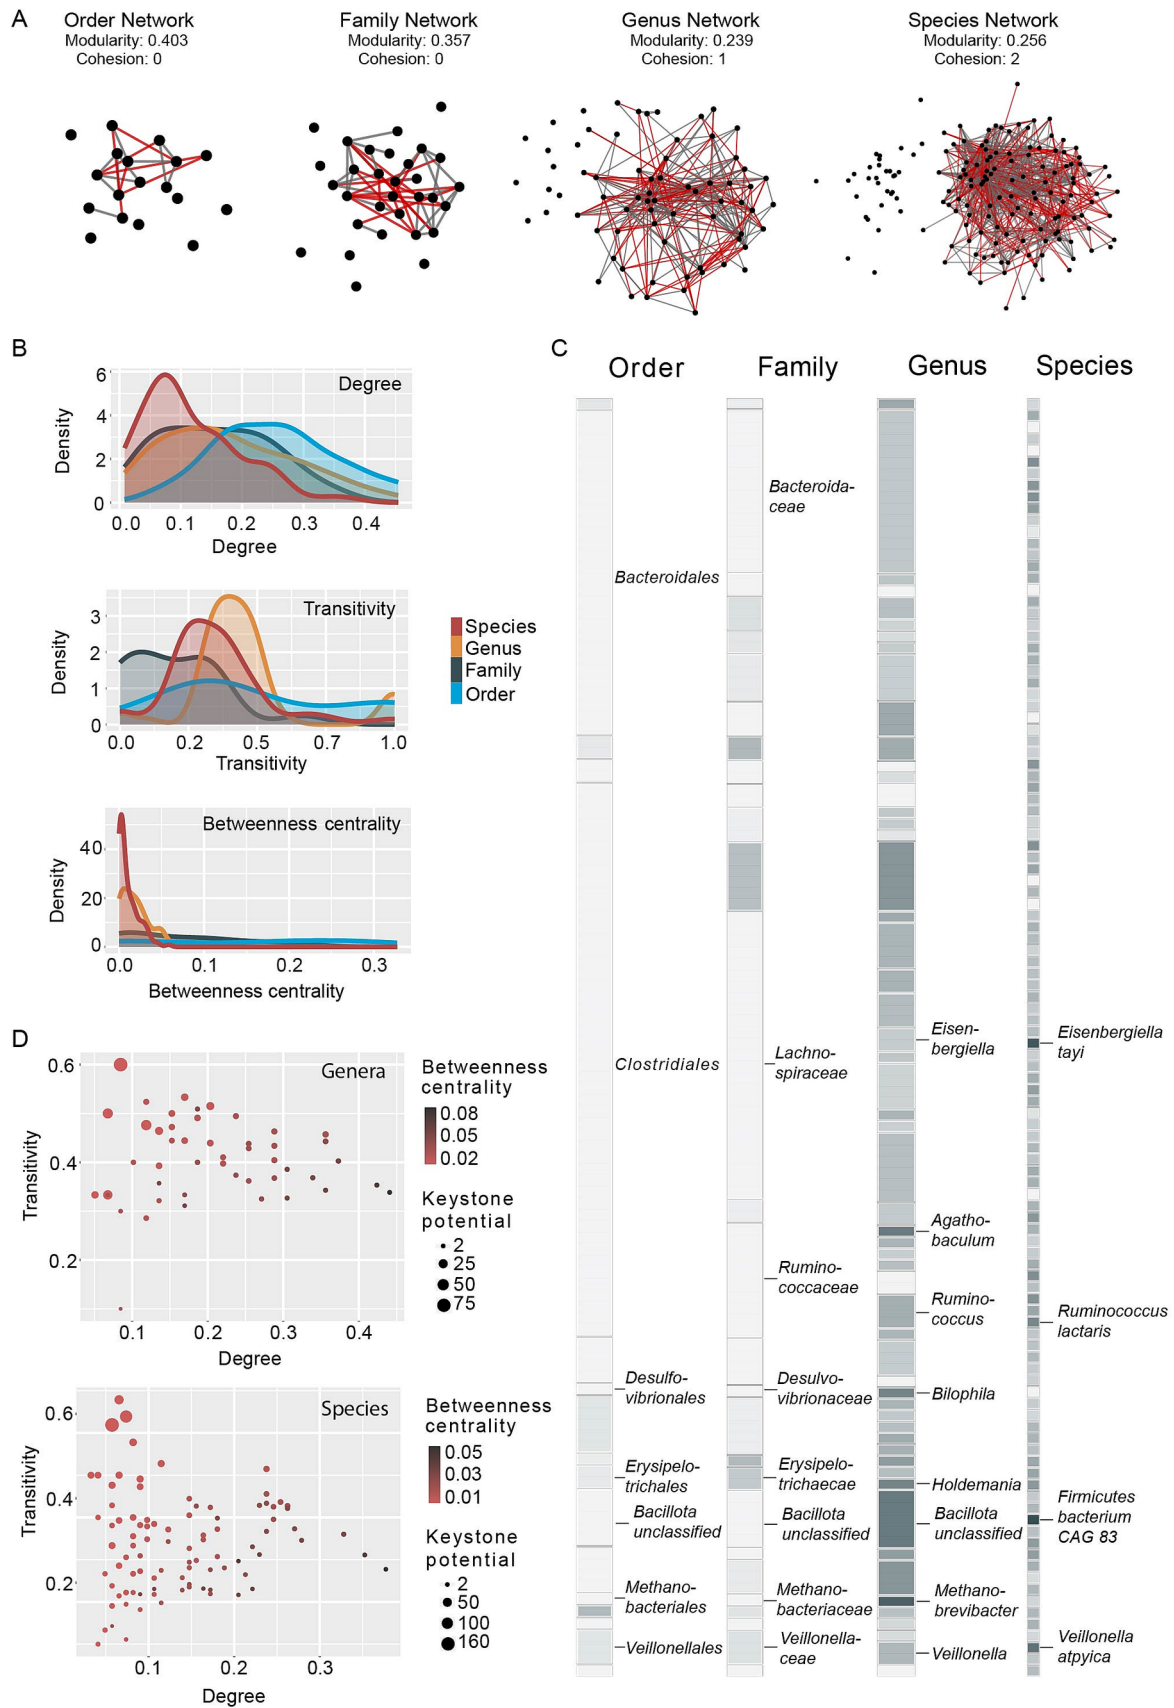 A
Order Network
Modularity: 0.403
Cohesion: 0
Family Network
Modularity: 0.357
Cohesion: 0
Genus Network
Modularity: 0.239
Cohesion: 1
Species Network
Modularity: 0.256
Cohesion: 2
B
Degree
6
4
2
0
Density
0.0 0.1 0.2 0.3 0.4
Degree
Transitivity
3
2
1
0
Density
0.0 0.2 0.5 0.7 1.0
Transitivity
Species
Genus
Family
Order
Betweenness centrality
40
20
0
Density
0.0 0.1 0.2 0.3
Betweenness centrality
C
Order
Family
Genus
Species
Bacteroidales
Clostridiales
Desulfo-
vibrionales
Erysipelo-
trichales
Bacillota
unclassified
Methano-
bacteriales
Veillonellales
Bacteroida-
ceae
Lachno-
spiraceae
Rumino-
coccaceae
Desulvo-
vibrionaceae
Erysipelo-
trichaecae
Bacillota
unclassified
Methano-
bacteriaceae
Veillonella-
ceae
Eisen-
bergiella
Agatho-
baculum
Rumino-
coccus
Bilophila
Holdemania
Bacillota
unclassified
Methano-
brevibacter
Veillonella
Eisenbergiella
tayi
Ruminococcus
lactaris
Firmicutes
bacterium
CAG 83
Veillonella
atpyica
D
Genera
0.6
0.4
0.2
Transitivity
0.1 0.2 0.3 0.4
Degree
Betweenness
centrality
0.08
0.05
0.02
Keystone
potential
2
25
50
75
Species
0.6
0.4
0.2
Transitivity
0.1 0.2 0.3
Degree
Betweenness
centrality
0.05
0.03
0.01
Keystone
potential
2
50
100
160